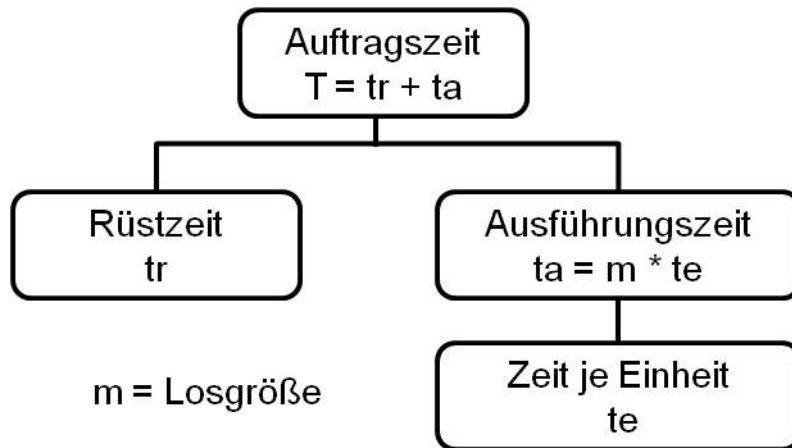 Auftragszeit
T = tr + ta
Rüstzeit
tr
Ausführungszeit
ta = m * te
m = Losgröße
Zeit je Einheit
te